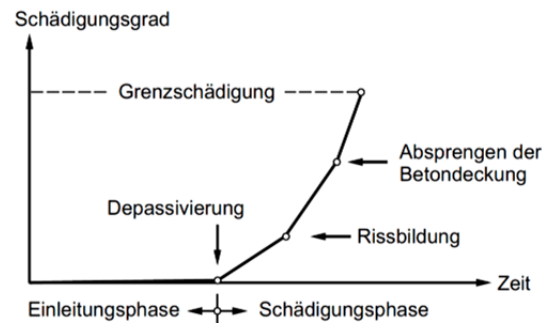 Schädigungsgrad
Grenzschädigung
Absprengen der
Betondeckung
Depassivierung
Rissbildung
Zeit
Einleitungsphase
Schädigungsphase